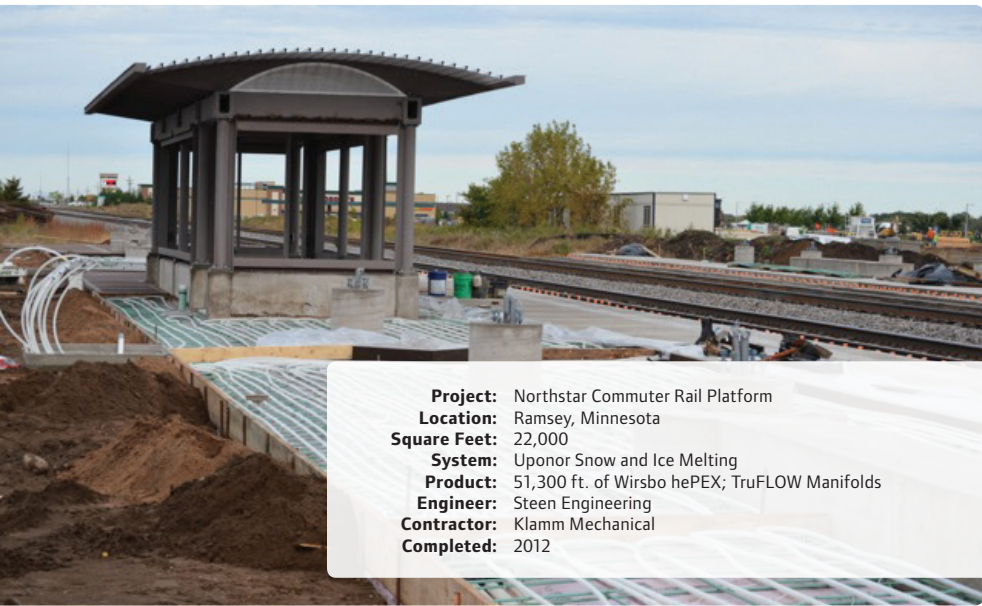 Project: Northstar Commuter Rail Platform
Location: Ramsey, Minnesota
Square Feet: 22,000
System: Uponor Snow and Ice Melting
Product: 51,300 ft. of Wirsbo hePEX; TruFLOW Manifolds
Engineer: Steen Engineering
Contractor: Klamm Mechanical
Completed: 2012